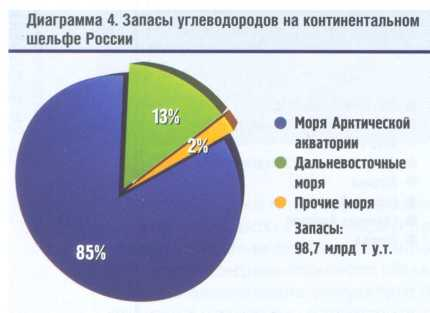 Диаграмма 4. Запасы углеводородов на континентальном
шельфе России
13%
2%
85%
Моря Арктической
акватории
Дальневосточные
моря
Прочие моря
Запасы:
98,7 млрд т у.т.